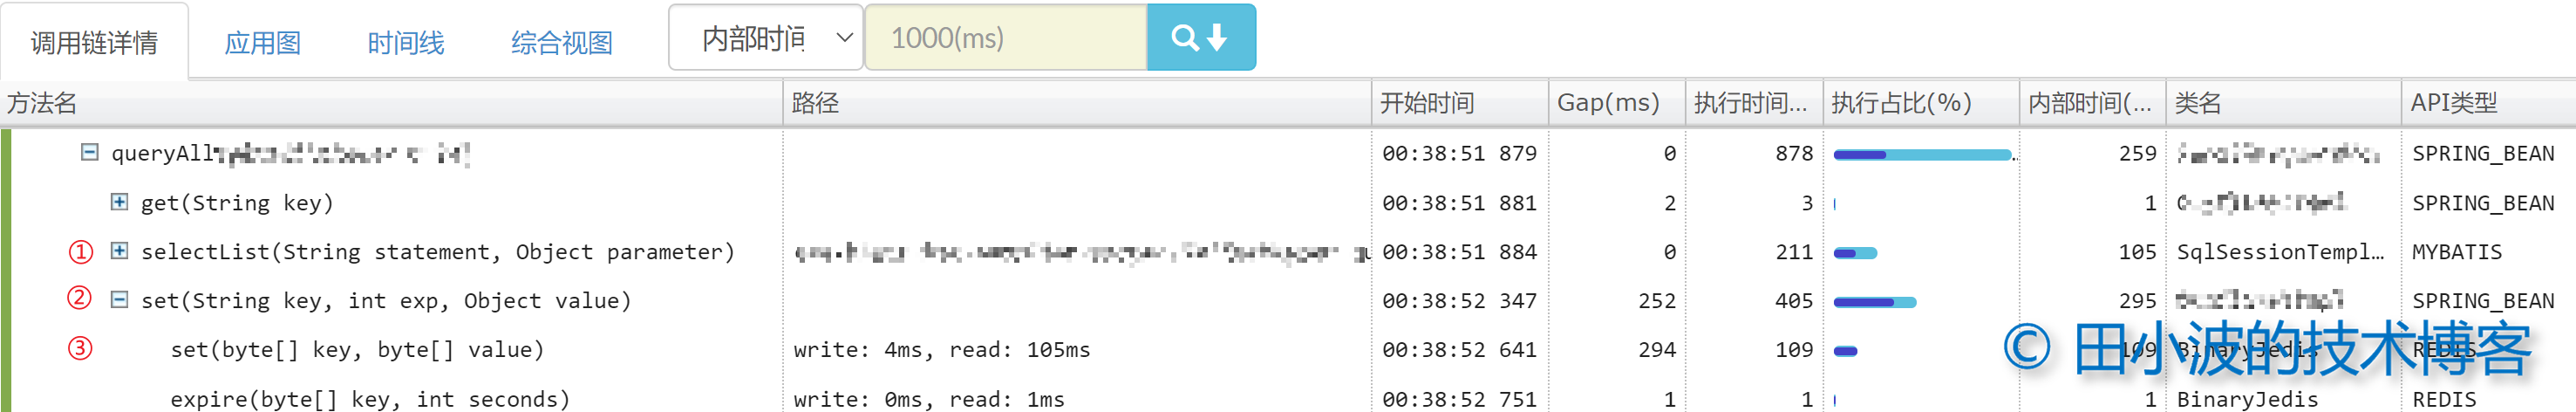 调用链详情 应用图 时间线 综合视图 内部时间 1000(ms)
方法名 路径 开始时间 Gap(ms) 执行时间... 执行占比(%) 内部时间(... 类名 API类型
queryAll 00:38:51 879 0 878 259 SPRING_BEAN
get(String key) 00:38:51 881 2 3 1 SPRING_BEAN
① selectList(String statement, Object parameter) 00:38:51 884 0 211 105 SqlSessionTempl… MYBATIS
② set(String key, int exp, Object value) 00:38:52 347 252 405 295 SPRING_BEAN
③ set(byte[] key, byte[] value) write: 4ms, read: 105ms 00:38:52 641 294 109 109 BinaryJedis REDIS
expire(byte[] key, int seconds) write: 0ms, read: 1ms 00:38:52 751 1 1 1 BinaryJedis REDIS
© 田小波的技术博客